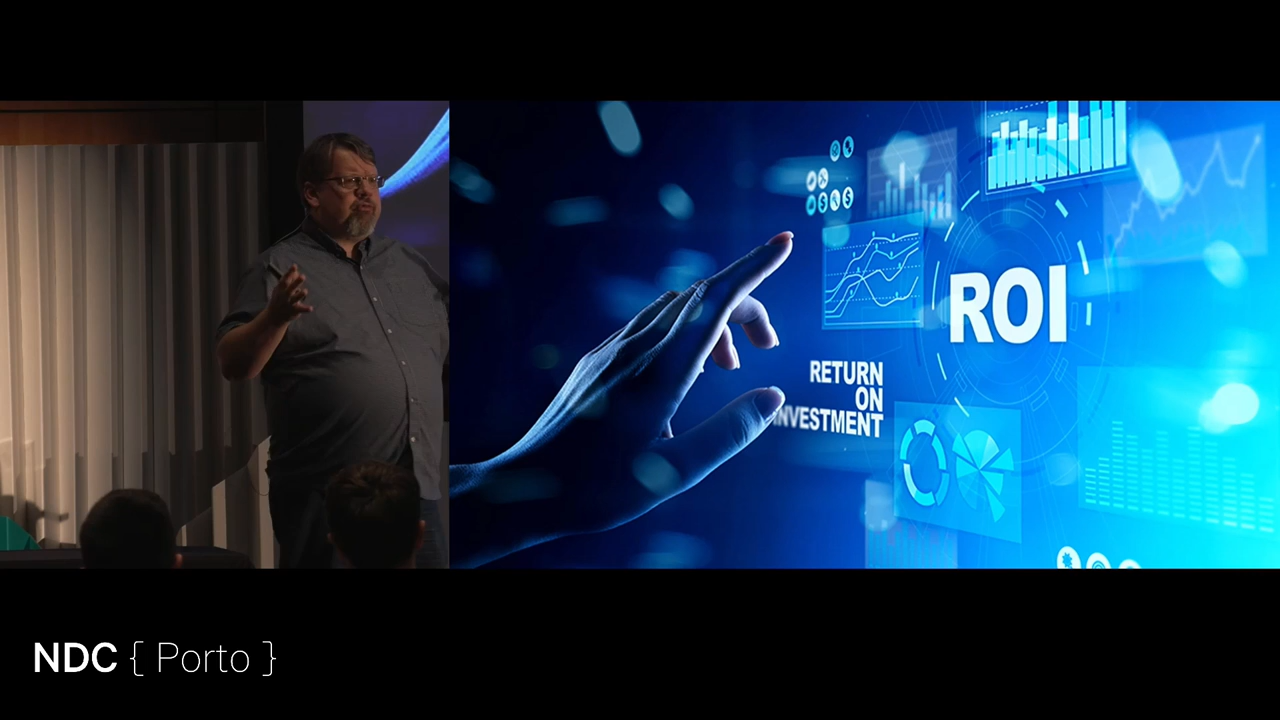 ROI
RETURN
ON
INVESTMENT
NDC { Porto }